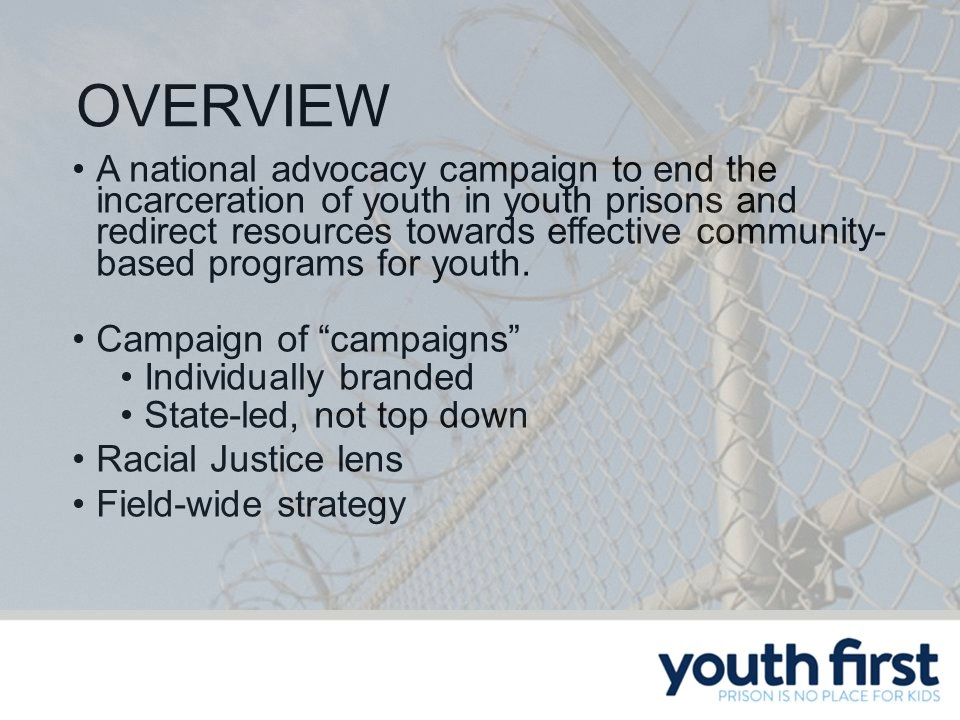 OVERVIEW
• A national advocacy campaign to end the
incarceration of youth in youth prisons and
redirect resources towards effective community-
based programs for youth.
• Campaign of “campaigns”
• Individually branded
• State-led, not top down
• Racial Justice lens
• Field-wide strategy
youth first
PRISON IS NO PLACE FOR KIDS